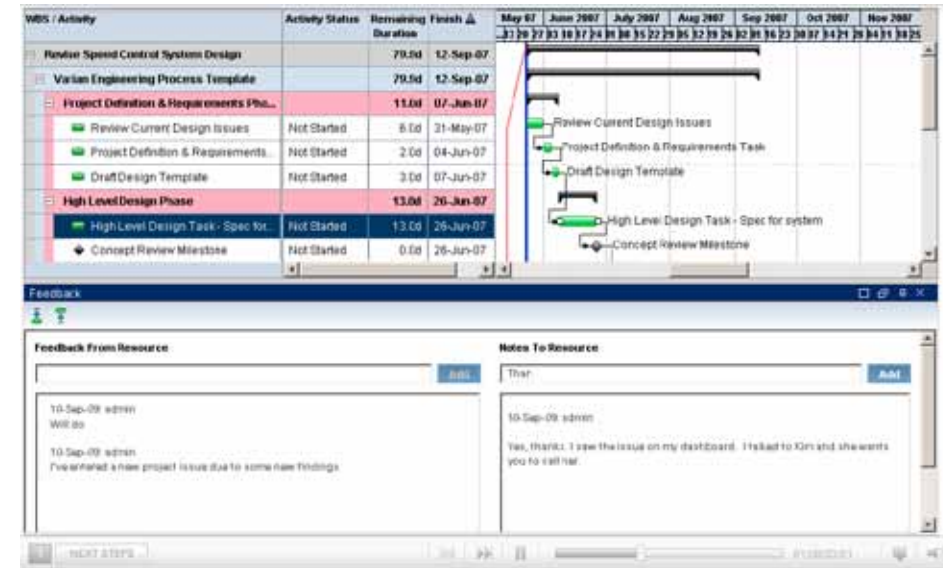 WBS / Activity Activity Status Remaining Duration Finish May 07 June 2007 July 2007 Aug 2007 Sep 2007 Oct 2007 Nov 2007
Revise Speed Control System Design 79.0d 12-Sep-07
Varian Engineering Process Template 79.0d 12-Sep-07
Project Definition & Requirements Pha... 11.0d 07-Jun-07
Review Current Design Issues Not Started 6.0d 31-May-07 Review Current Design Issues
Project Definition & Requirements... Not Started 2.0d 04-Jun-07 Project Definition & Requirements Task
Draft Design Template Not Started 3.0d 07-Jun-07 Draft Design Template
High Level Design Phase 13.0d 26-Jun-07
High Level Design Task - Spec for... Not Started 13.0d 26-Jun-07 High Level Design Task - Spec for system
Concept Review Milestone Not Started 0.0d 26-Jun-07 Concept Review Milestone
Feedback
Feedback From Resource Notes To Resource
Add Than Add
10-Sep-09 admin
Will do
10-Sep-09 admin
I've entered a new project issue due to some new findings
10-Sep-09 admin
Yes, thanks. I saw the issue on my dashboard. I talked to Kim and she wants
you to call her.
NEXT STEPS